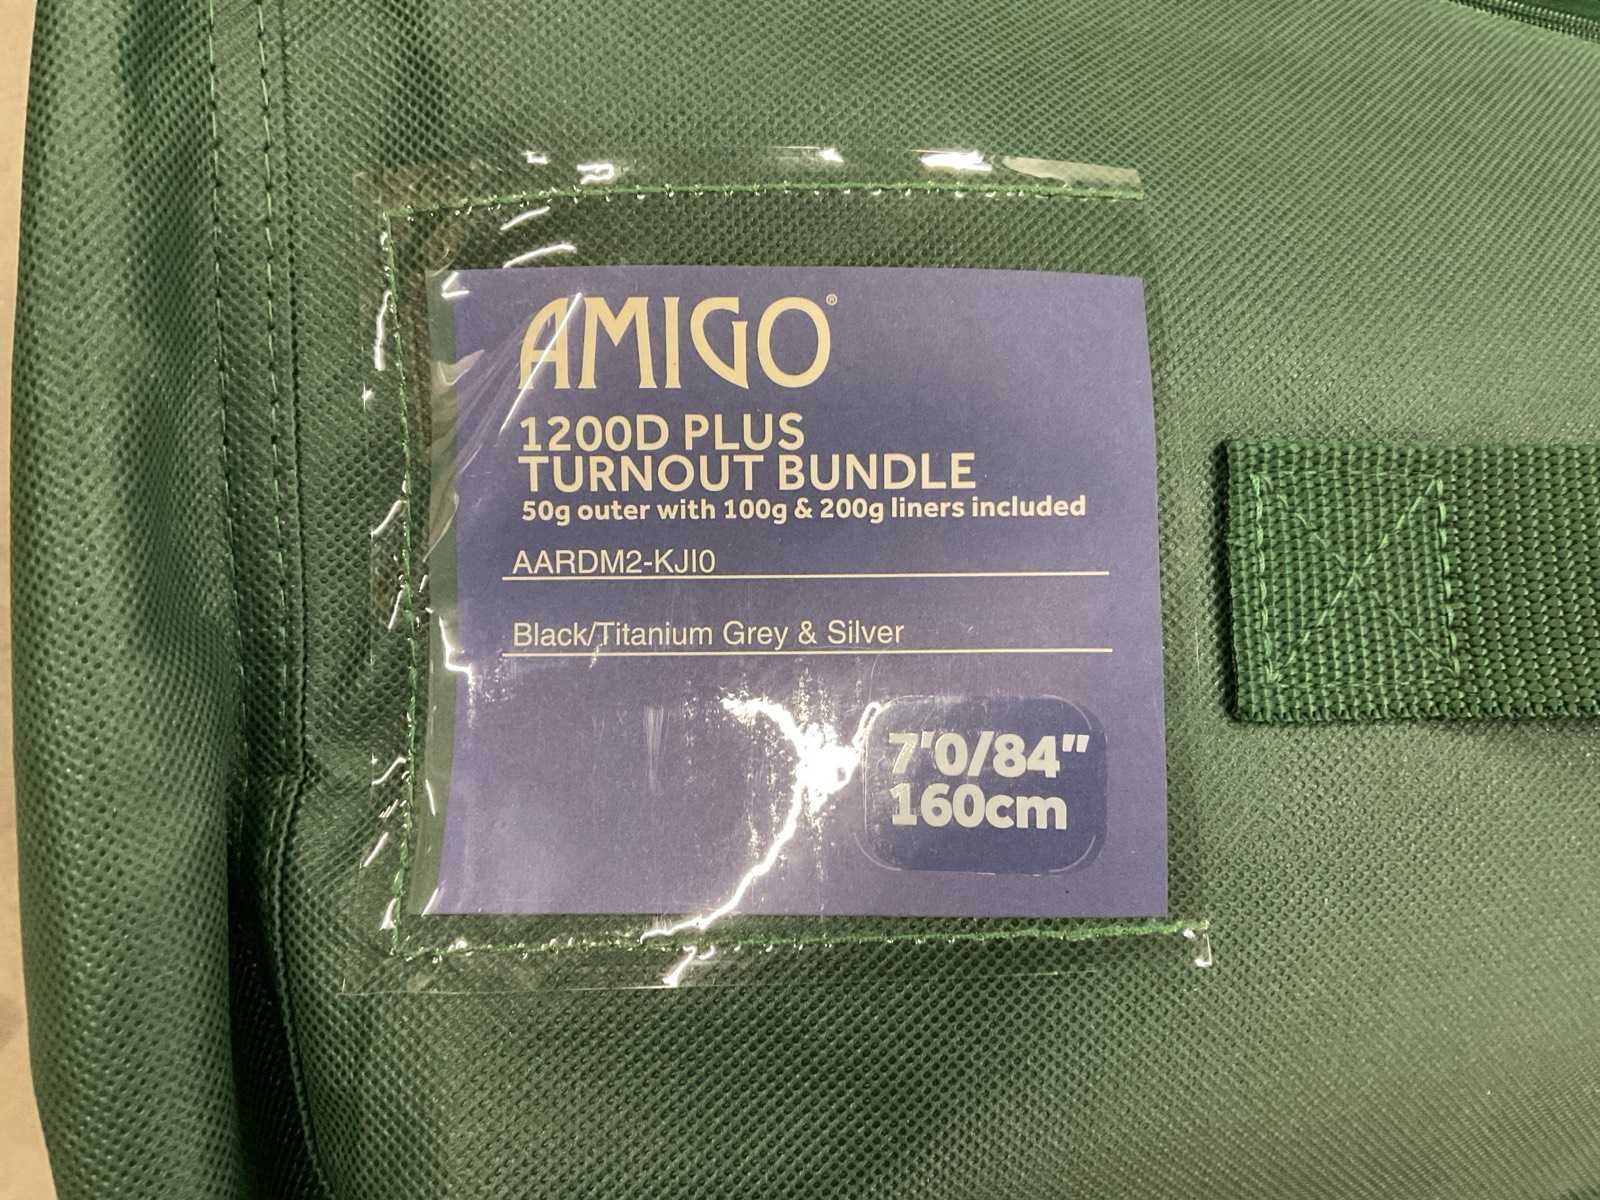 AMIGO®
1200D PLUS
TURNOUT BUNDLE
50g outer with 100g & 200g liners included
AARDM2-KJI0
Black/Titanium Grey & Silver
7'0/84"
160cm